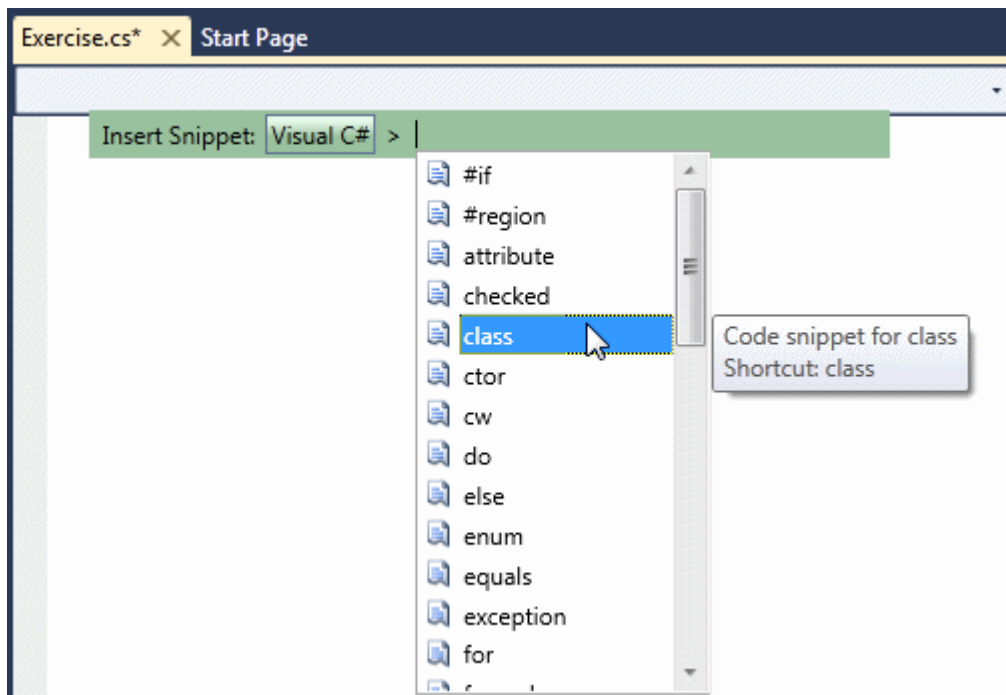 Exercise.cs* Start Page
Insert Snippet: Visual C# >
#if
#region
attribute
checked
class
Code snippet for class
Shortcut: class
ctor
cw
do
else
enum
equals
exception
for